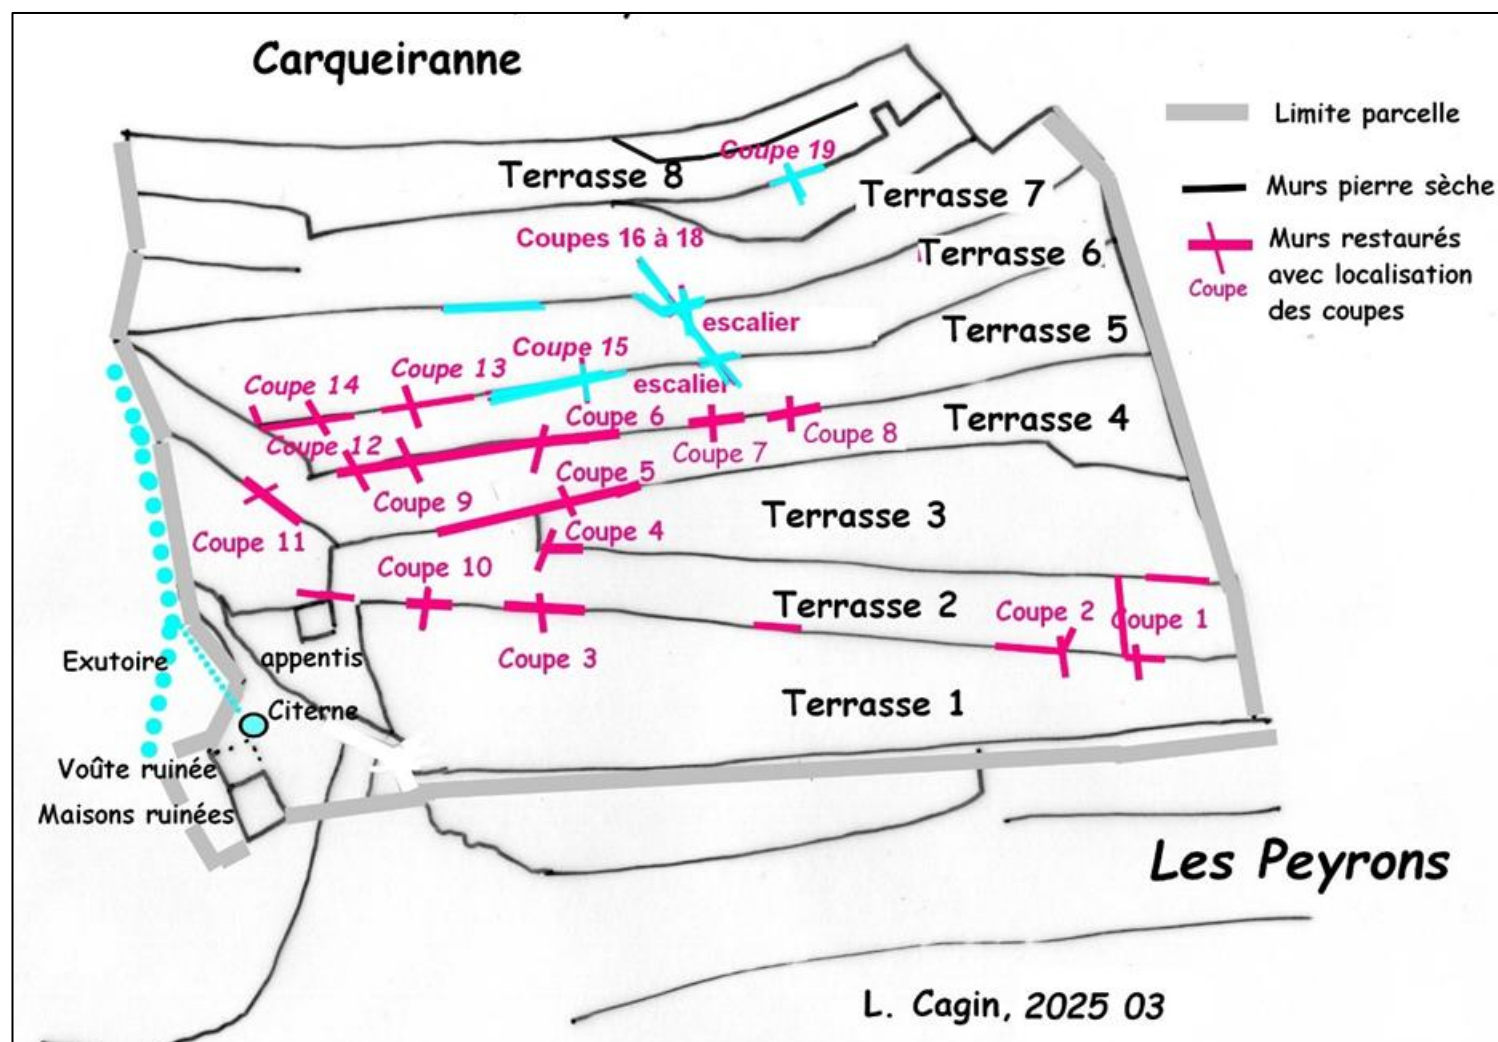 Carqueiranne
Limite parcelle
Murs pierre sèche
Murs restaurés
avec localisation
des coupes
Coupe
Coupe 19
Terrasse 8
Terrasse 7
Coupes 16 à 18
Terrasse 6
escalier
Terrasse 5
Coupe 15
Coupe 13
Coupe 14
escalier
Coupe 6
Terrasse 4
Coupe 8
Coupe 12
Coupe 7
Coupe 5
Coupe 9
Terrasse 3
Coupe 4
Coupe 11
Coupe 10
Terrasse 2
Coupe 2
Coupe 1
Exutoire
appentis
Coupe 3
Citerne
Terrasse 1
Voûte ruinée
Maisons ruinées
Les Peyrons
L. Cagin, 2025 03